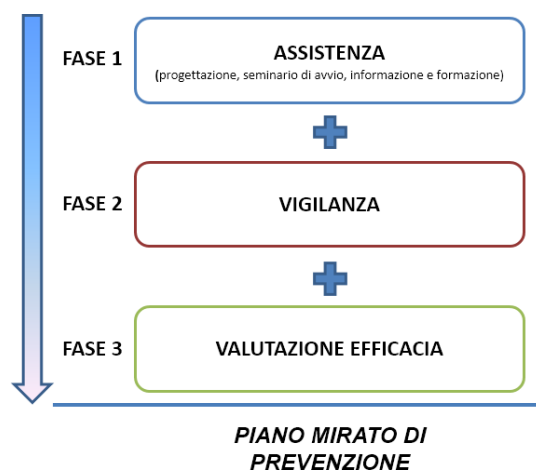 FASE 1
ASSISTENZA
(progettazione, seminario di avvio, informazione e formazione)
FASE 2
VIGILANZA
FASE 3
VALUTAZIONE EFFICACIA
PIANO MIRATO DI
PREVENZIONE